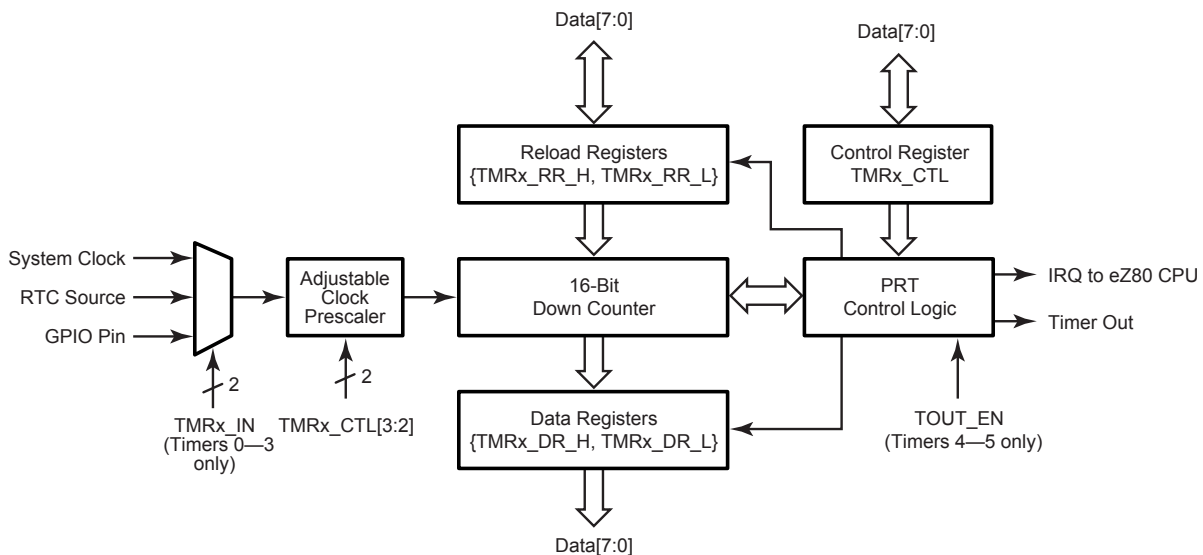 Data[7:0]
Data[7:0]
Reload Registers
{TMRx_RR_H, TMRx_RR_L}
Control Register
TMRx_CTL
System Clock
RTC Source
GPIO Pin
Adjustable
Clock
Prescaler
16-Bit
Down Counter
PRT
Control Logic
IRQ to eZ80 CPU
Timer Out
2
2
TMRx_IN
(Timers 0—3
only)
TMRx_CTL[3:2]
Data Registers
{TMRx_DR_H, TMRx_DR_L}
TOUT_EN
(Timers 4—5 only)
Data[7:0]